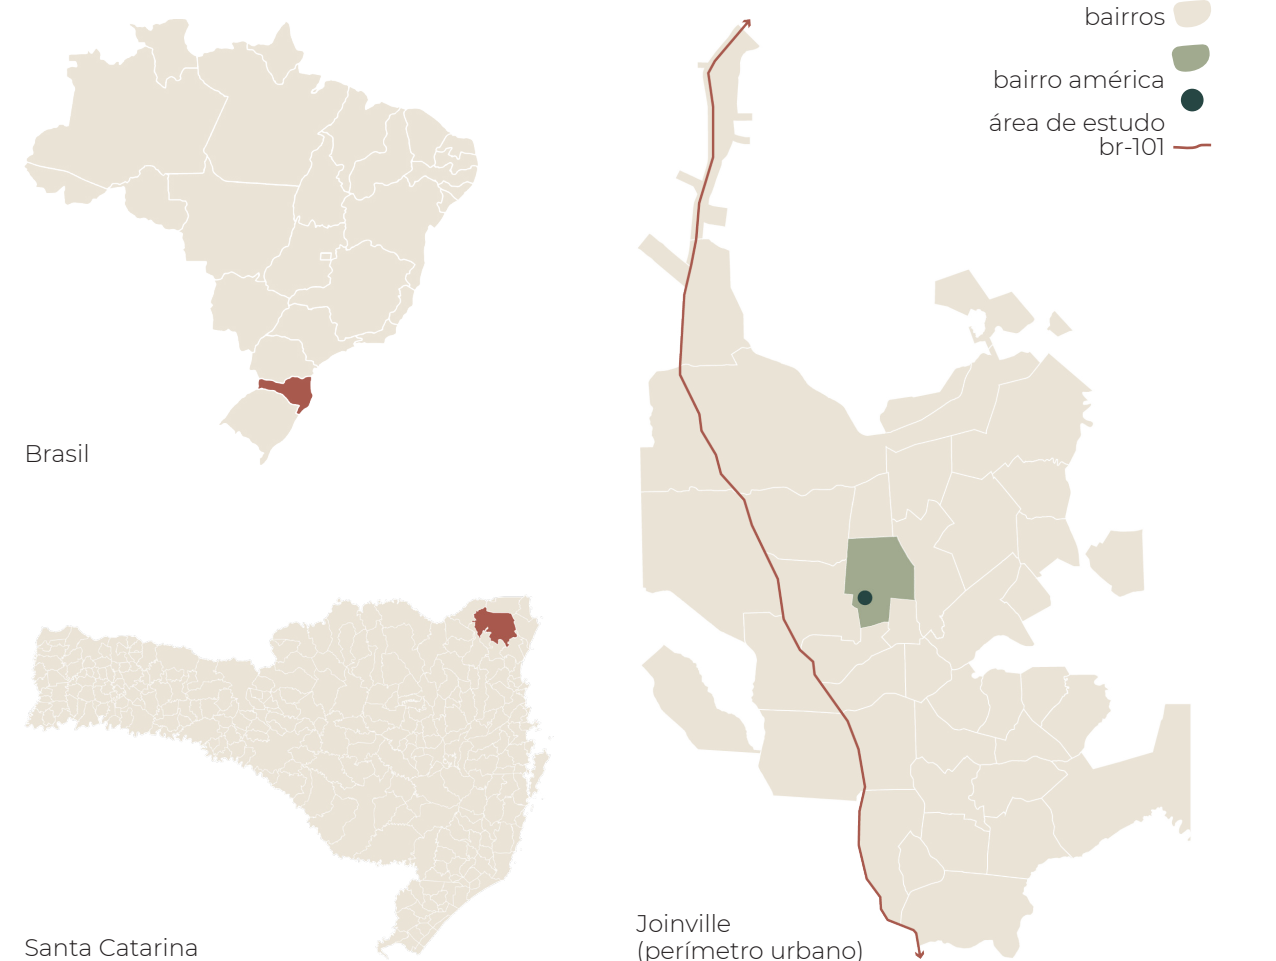 bairros
bairro américa
área de estudo
br-101
Brasil
Santa Catarina
Joinville
(perímetro urbano)